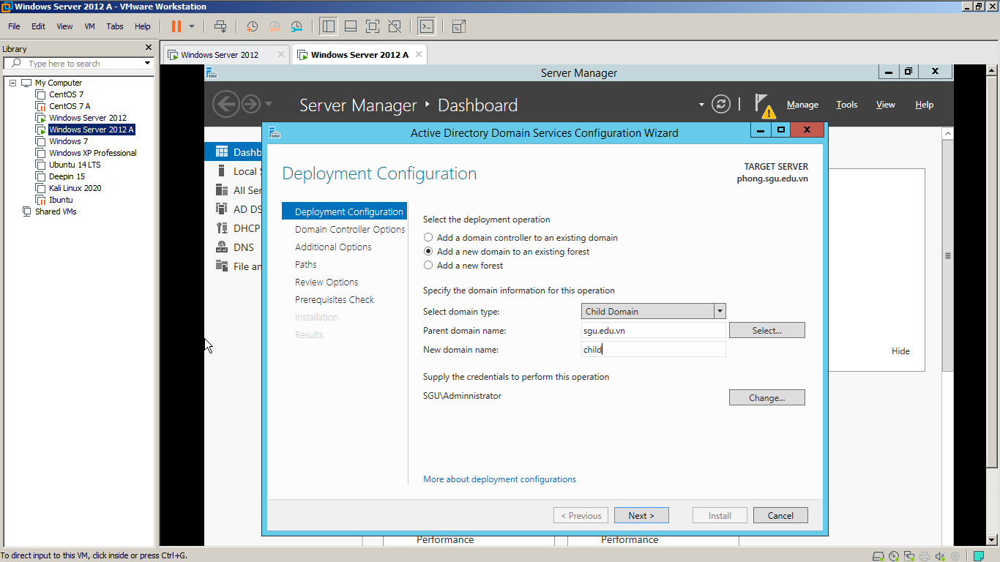 Windows Server 2012 A - VMware Workstation
File Edit View VM Tabs Help
Library
Type here to search
My Computer
CentOS 7
CentOS 7 A
Windows Server 2012
Windows Server 2012 A
Windows 7
Windows XP Professional
Ubuntu 14 LTS
Deepin 15
Kali Linux 2020
Ibuntu
Shared VMs
Windows Server 2012
Windows Server 2012 A
Server Manager
Server Manager Dashboard
Manage Tools View Help
Dashb
Local S
All Ser
AD DS
DHCP
DNS
File an
Active Directory Domain Services Configuration Wizard
Deployment Configuration
TARGET SERVER
phong.sgu.edu.vn
Deployment Configuration
Domain Controller Options
Additional Options
Paths
Review Options
Prerequisites Check
Installation
Results
Select the deployment operation
Add a domain controller to an existing domain
Add a new domain to an existing forest
Add a new forest
Specify the domain information for this operation
Select domain type: Child Domain
Parent domain name: sgu.edu.vn Select...
New domain name: child
Supply the credentials to perform this operation
SGU\Adminnistrator Change...
More about deployment configurations
< Previous Next > Install Cancel
Hide
Performance Performance
To direct input to this VM, click inside or press Ctrl+G.